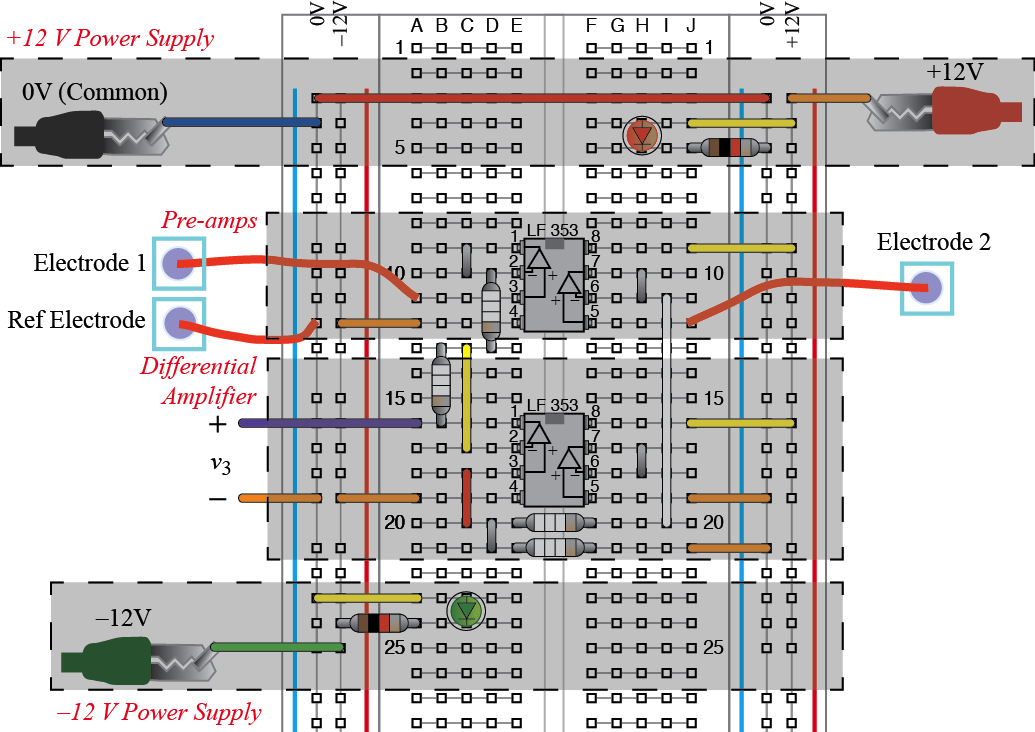 0V
–12V
A B C D E
F G H I J
0V
+12V
+12 V Power Supply
1
1
0V (Common)
+12V
5
5
Pre-amps
LF 353
1
8
2
7
3
6
4
5
– +
+ –
Electrode 1
10
10
Electrode 2
Ref Electrode
Differential
Amplifier
15
15
LF 353
1
8
2
7
3
6
4
5
– +
+ –
+
v3
–
20
20
–12V
25
25
–12 V Power Supply